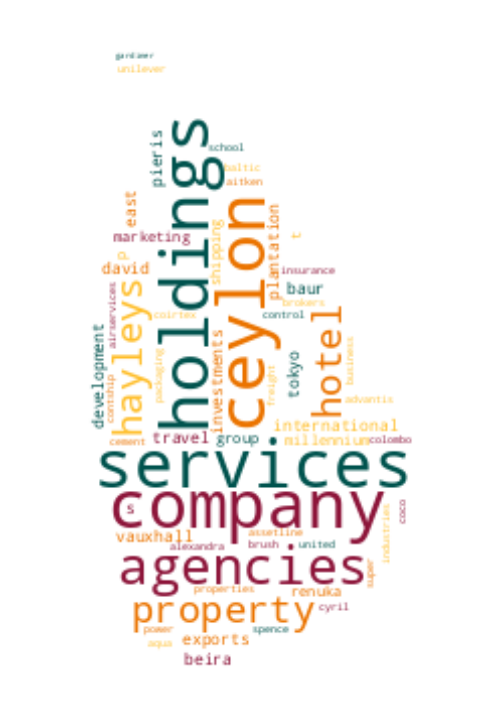 gardiner
unilever
holdings
pieris
school
baltic
aitken
east
ceylon
plantation
marketing
shipping
t
p
david
insurance
hayleys
airservices
baur
brokers
coirtex
control
hotel
development
contship
packaging
investments
freight
tokyo
business
advantis
international
cement
travel
group
millennium
colombo
services
company
s
coco
vauxhall
assetline
industries
alexandra
brush
united
agencies
super
properties
renuka
property
cyril
power
spence
aqua
exports
beira